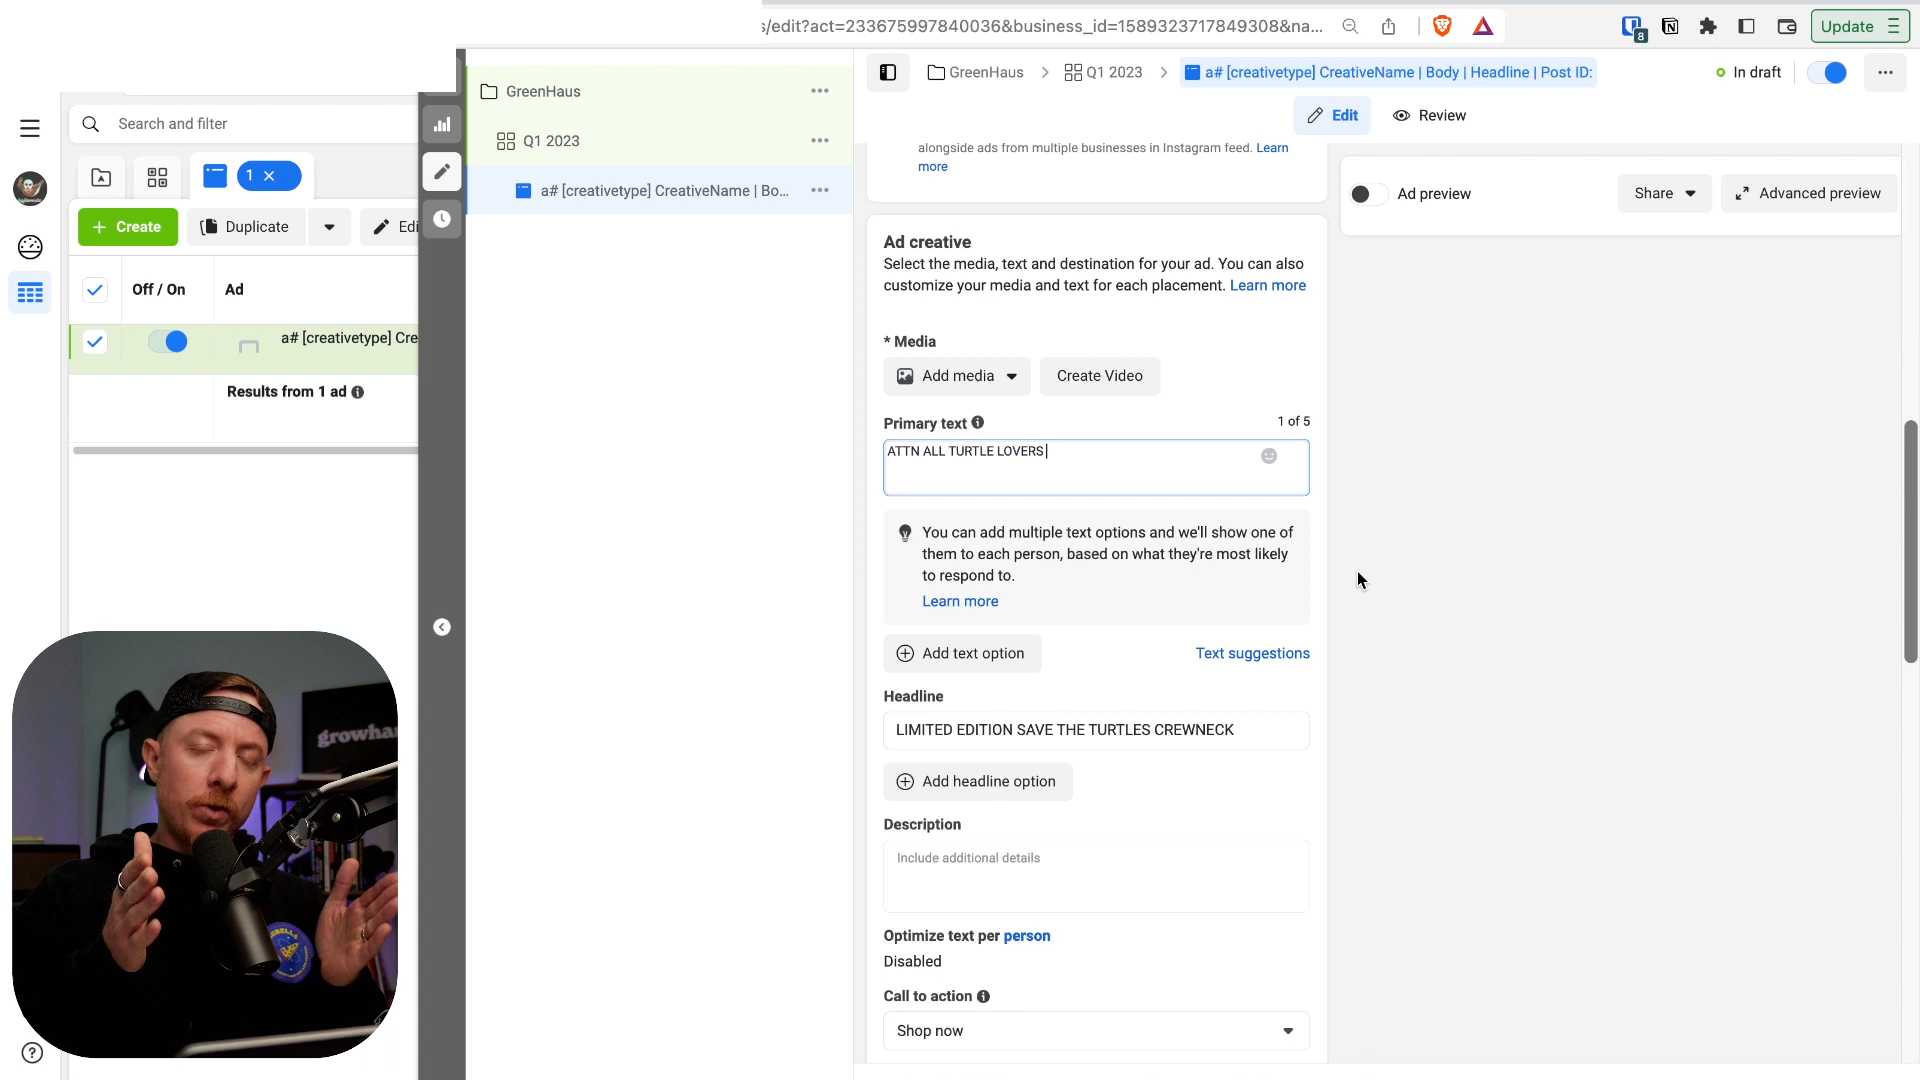 s/edit?act=233675997840036&business_id=1589323717849308&na...
8
Update
GreenHaus
Q1 2023
a# [creativetype] CreativeName | Bo...
GreenHaus
Q1 2023
a# [creativetype] CreativeName | Body | Headline | Post ID:
In draft
Edit
Review
Search and filter
1
Create
Duplicate
Edi
Off / On
Ad
a# [creativetype] Cre
Results from 1 ad
alongside ads from multiple businesses in Instagram feed. Learn
more
Ad preview
Share
Advanced preview
Ad creative
Select the media, text and destination for your ad. You can also
customize your media and text for each placement. Learn more
* Media
Add media
Create Video
Primary text
1 of 5
ATTN ALL TURTLE LOVERS
You can add multiple text options and we'll show one of
them to each person, based on what they're most likely
to respond to.
Learn more
Add text option
Text suggestions
Headline
LIMITED EDITION SAVE THE TURTLES CREWNECK
Add headline option
Description
Include additional details
Optimize text per person
Disabled
Call to action
Shop now
growha